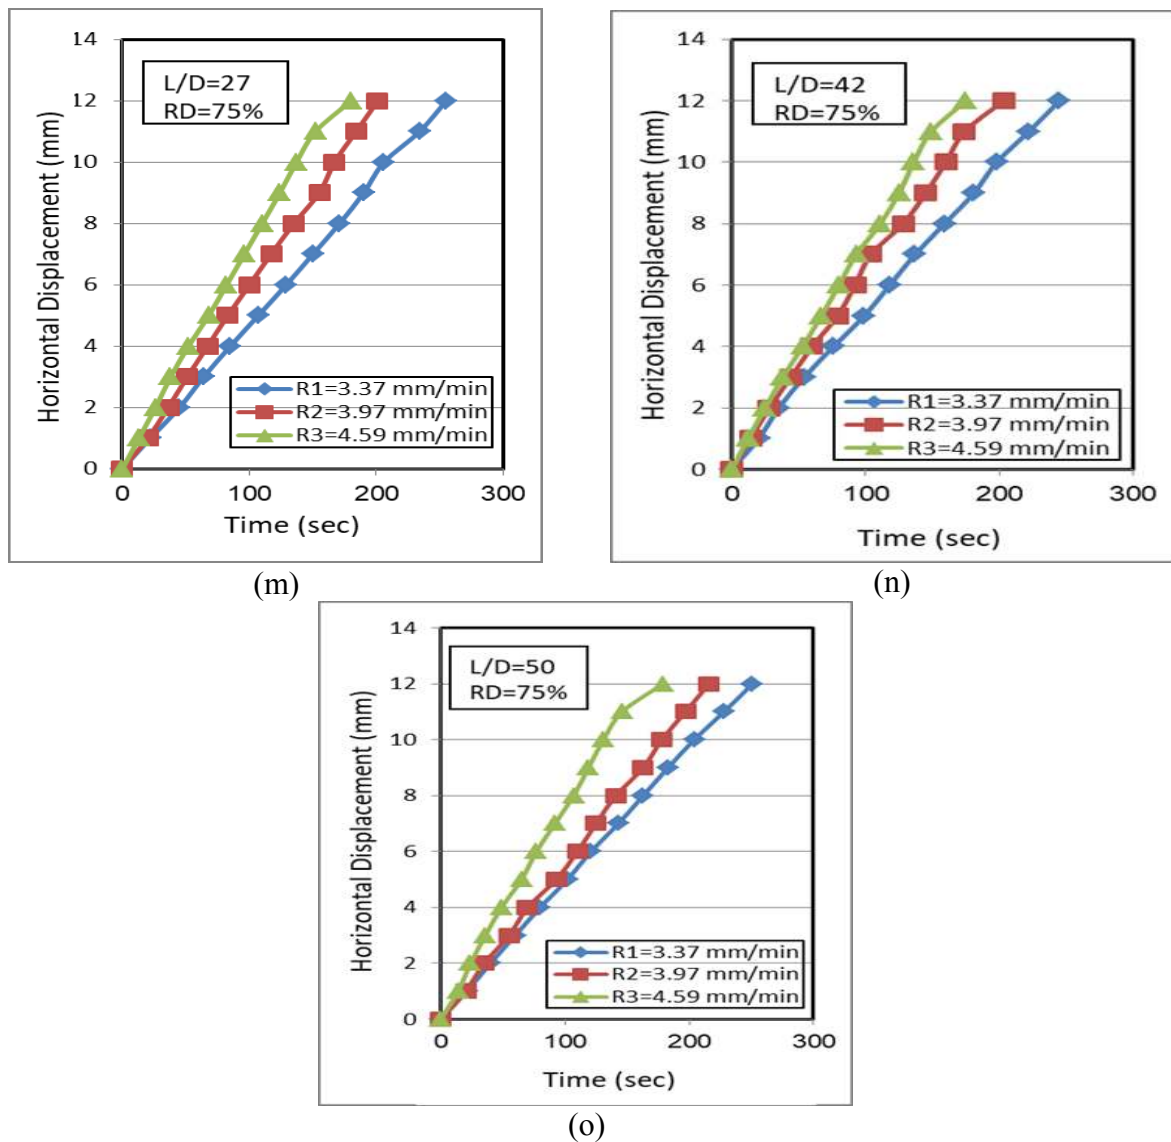 14
12
10
8
6
4
2
0
Horizontal Displacement (mm)
L/D=27
RD=75%
R1=3.37 mm/min
R2=3.97 mm/min
R3=4.59 mm/min
0 100 200 300
Time (sec)
(m)
14
12
10
8
6
4
2
0
Horizontal Displacement (mm)
L/D=42
RD=75%
R1=3.37 mm/min
R2=3.97 mm/min
R3=4.59 mm/min
0 100 200 300
Time (sec)
(n)
14
12
10
8
6
4
2
0
Horizontal Displacement (mm)
L/D=50
RD=75%
R1=3.37 mm/min
R2=3.97 mm/min
R3=4.59 mm/min
0 100 200 300
Time (sec)
(o)